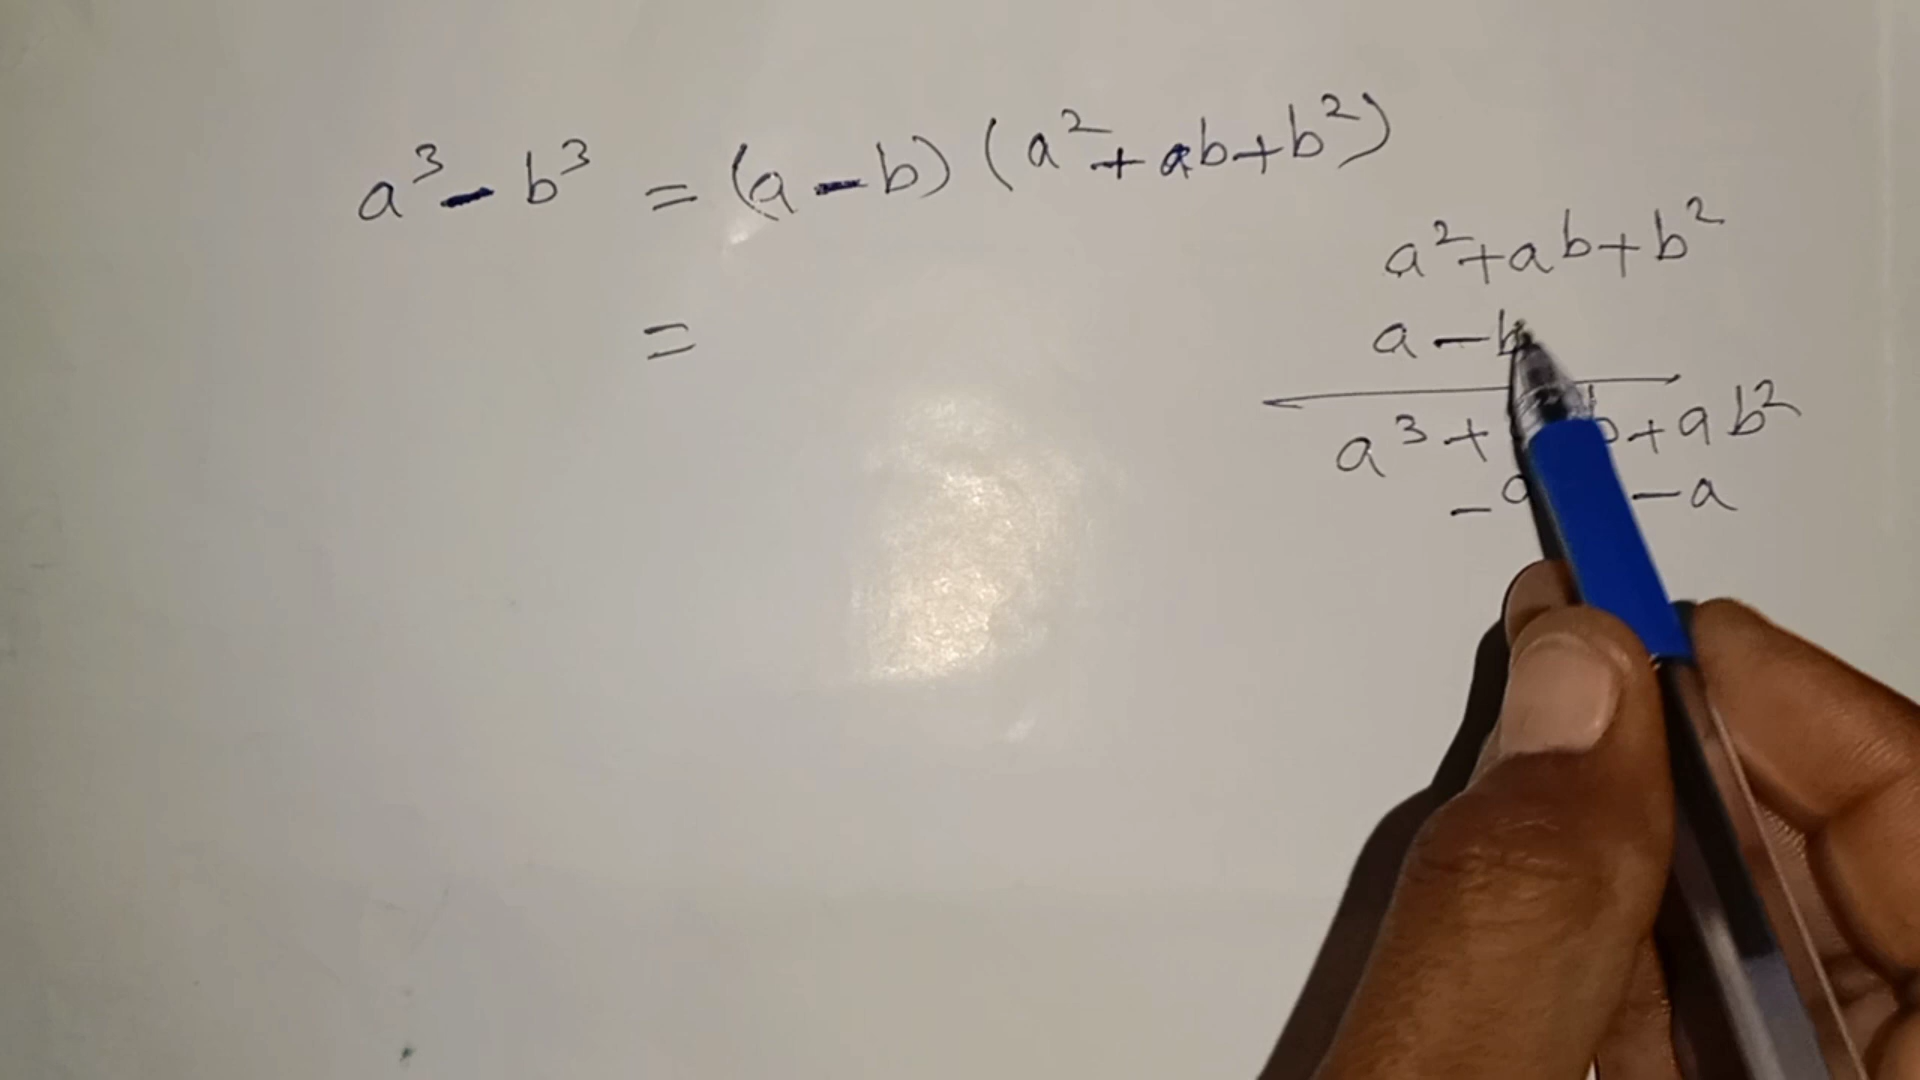 a³ - b³ = (a - b) (a² + ab + b²)
=
a² + ab + b²
a - b
a³ + b + ab²
- a - a